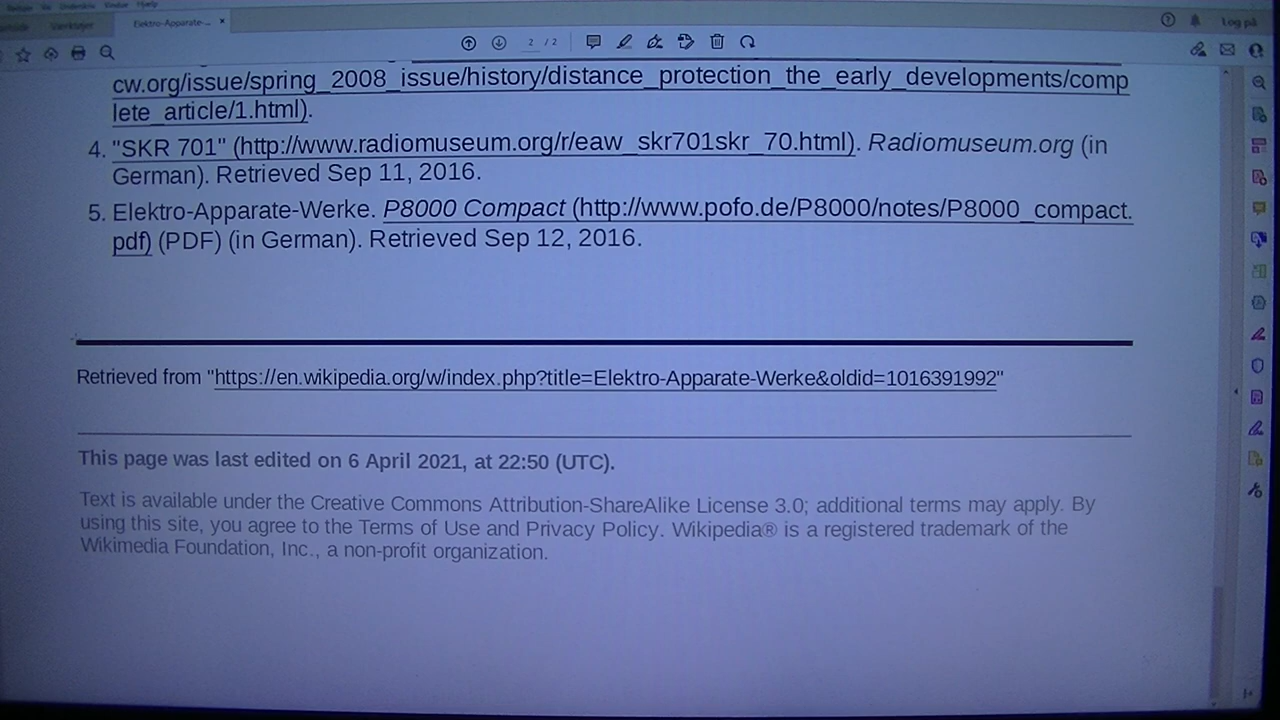 Elektro-Apparate-... ×
Log på
2 / 2
cw.org/issue/spring_2008_issue/history/distance_protection_the_early_developments/comp
lete_article/1.html).
4. "SKR 701" (http://www.radiomuseum.org/r/eaw_skr701skr_70.html). Radiomuseum.org (in
German). Retrieved Sep 11, 2016.
5. Elektro-Apparate-Werke. P8000 Compact (http://www.pofo.de/P8000/notes/P8000_compact.
pdf) (PDF) (in German). Retrieved Sep 12, 2016.
Retrieved from "https://en.wikipedia.org/w/index.php?title=Elektro-Apparate-Werke&oldid=1016391992"
This page was last edited on 6 April 2021, at 22:50 (UTC).
Text is available under the Creative Commons Attribution-ShareAlike License 3.0; additional terms may apply. By
using this site, you agree to the Terms of Use and Privacy Policy. Wikipedia® is a registered trademark of the
Wikimedia Foundation, Inc., a non-profit organization.